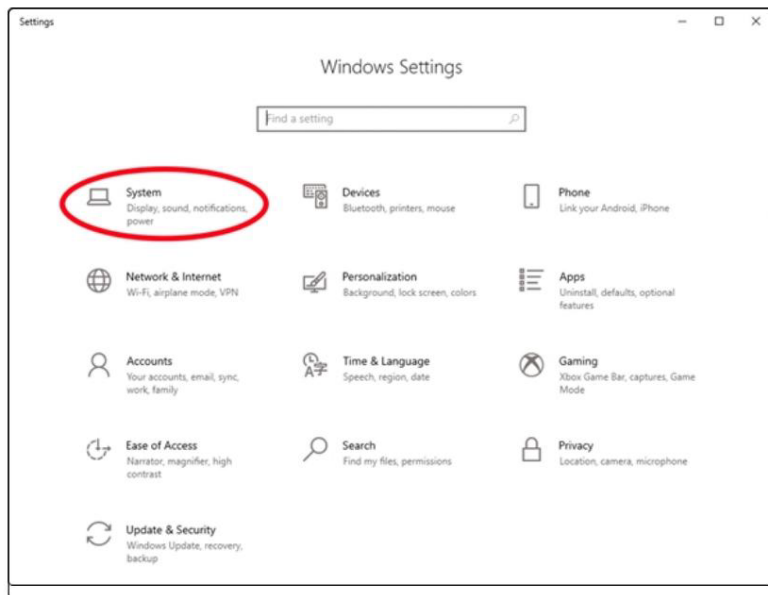 Settings
Windows Settings
Find a setting
System
Display, sound, notifications,
power
Devices
Bluetooth, printers, mouse
Phone
Link your Android, iPhone
Network & Internet
Wi-Fi, airplane mode, VPN
Personalization
Background, lock screen, colors
Apps
Uninstall, defaults, optional
features
Accounts
Your accounts, email, sync,
work, family
Time & Language
Speech, region, date
Gaming
Xbox Game Bar, captures, Game
Mode
Ease of Access
Narrator, magnifier, high
contrast
Search
Find my files, permissions
Privacy
Location, camera, microphone
Update & Security
Windows Update, recovery,
backup